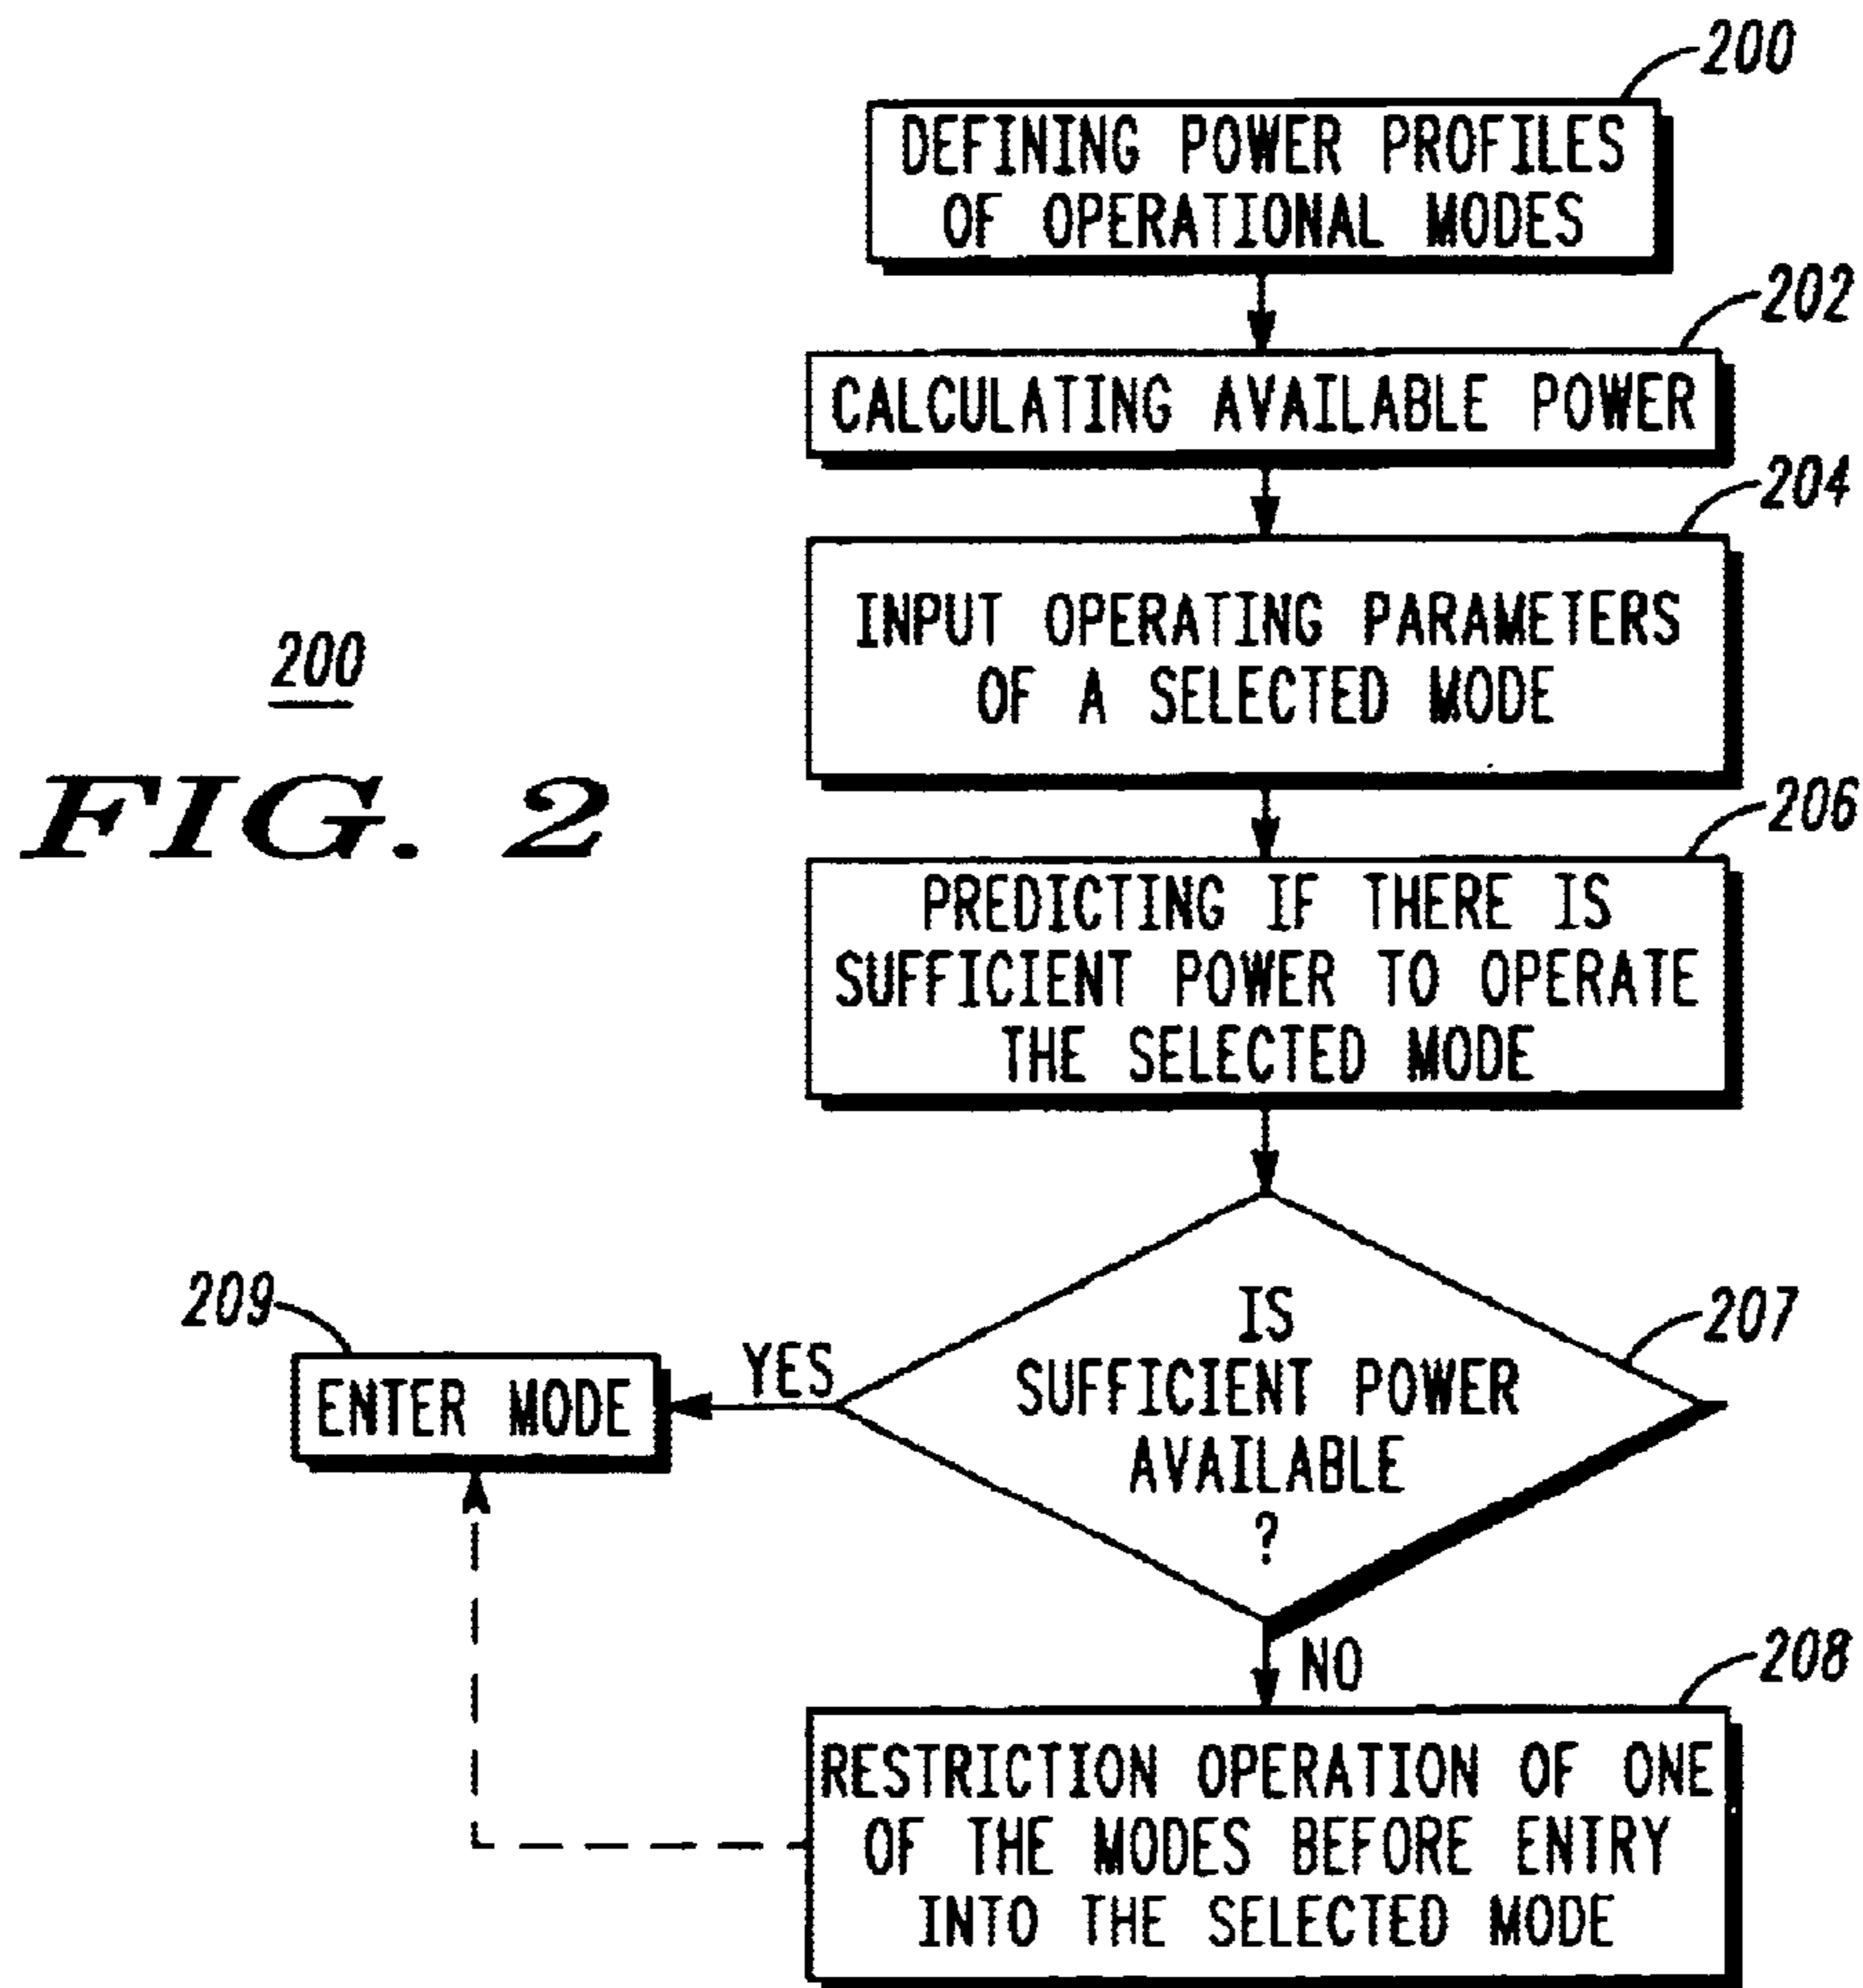 200
DEFINING POWER PROFILES
OF OPERATIONAL MODES
202
CALCULATING AVAILABLE POWER
204
INPUT OPERATING PARAMETERS
OF A SELECTED MODE
200
FIG. 2
206
PREDICTING IF THERE IS
SUFFICIENT POWER TO OPERATE
THE SELECTED MODE
207
IS
SUFFICIENT POWER
AVAILABLE
?
YES
209
ENTER MODE
NO
208
RESTRICTION OPERATION OF ONE
OF THE MODES BEFORE ENTRY
INTO THE SELECTED MODE